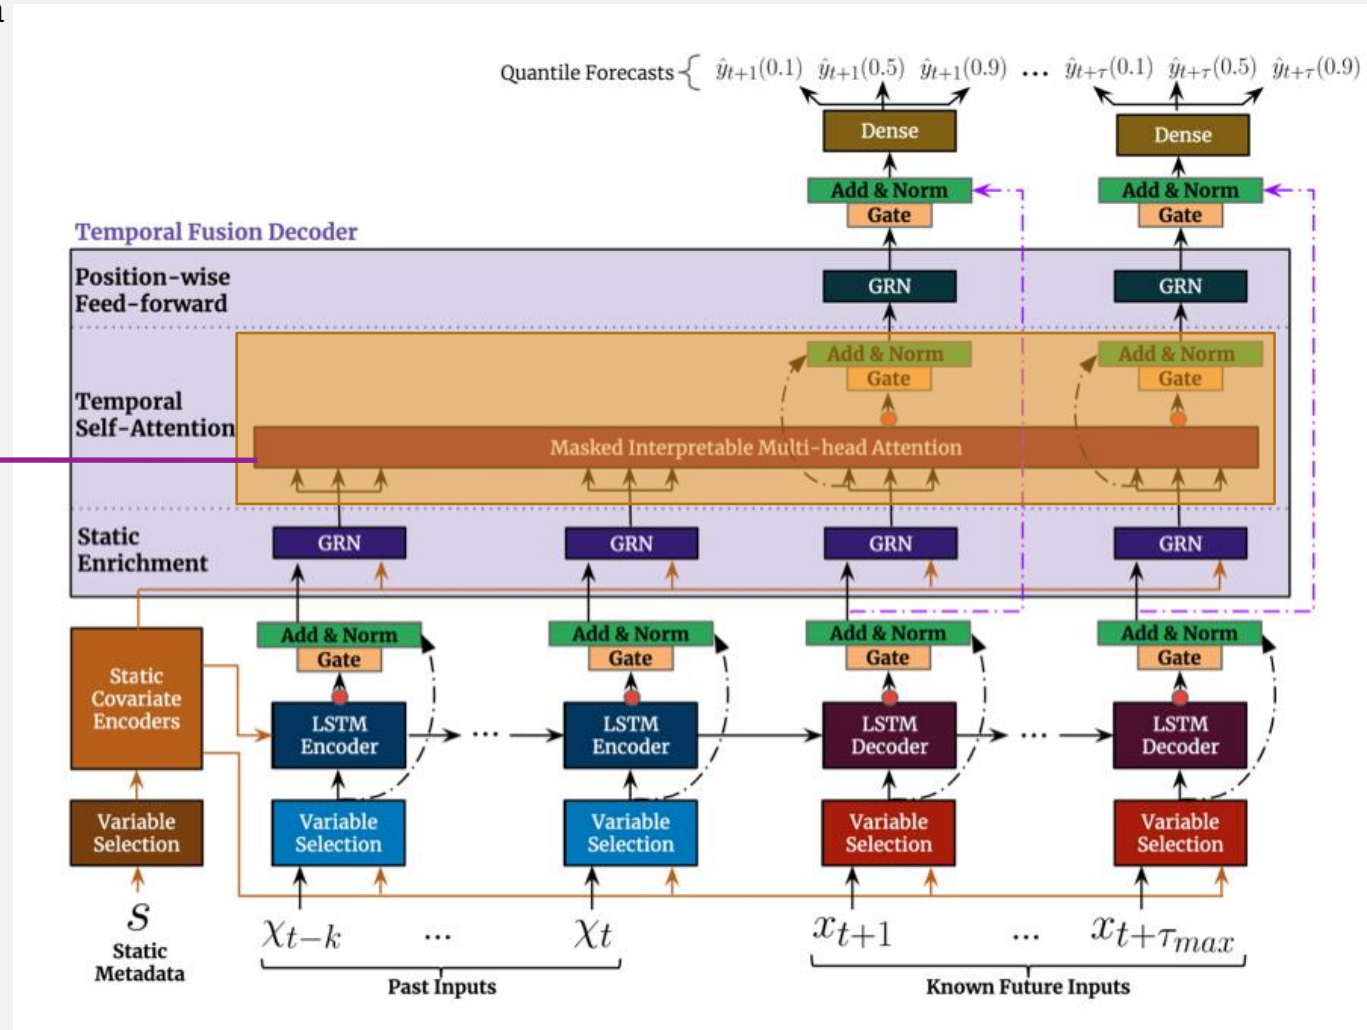 Quantile Forecasts { ŷt+1(0.1) ŷt+1(0.5) ŷt+1(0.9) ... ŷt+τ(0.1) ŷt+τ(0.5) ŷt+τ(0.9)
Dense Dense
Add & Norm Add & Norm
Gate Gate
Temporal Fusion Decoder
Position-wise
Feed-forward
GRN GRN
Add & Norm Add & Norm
Gate Gate
Temporal
Self-Attention
Masked Interpretable Multi-head Attention
Static
Enrichment
GRN GRN GRN GRN
Add & Norm Add & Norm Add & Norm Add & Norm
Gate Gate Gate Gate
Static
Covariate
Encoders
LSTM
Encoder
...
LSTM
Encoder
LSTM
Decoder
...
LSTM
Decoder
Variable
Selection
Variable
Selection
Variable
Selection
Variable
Selection
Variable
Selection
s
Static
Metadata
χt−k ... χt xt+1 ... xt+τmax
Past Inputs Known Future Inputs